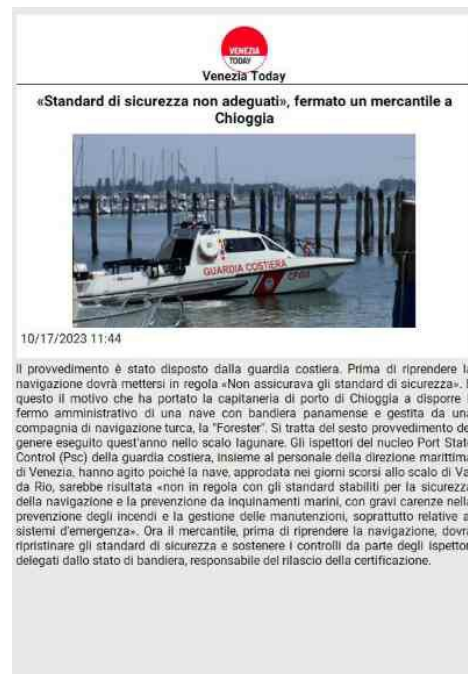 VENEZIA
TODAY
Venezia Today
«Standard di sicurezza non adeguati», fermato un mercantile a
Chioggia
GUARDIA COSTIERA
10/17/2023 11:44
Il provvedimento è stato disposto dalla guardia costiera. Prima di riprendere la
navigazione dovrà mettersi in regola «Non assicurava gli standard di sicurezza».
questo il motivo che ha portato la capitaneria di porto di Chioggia a disporre
fermo amministrativo di una nave con bandiera panamense e gestita da una
compagnia di navigazione turca, la "Forester". Si tratta del sesto provvedimento de
genere eseguito quest'anno nello scalo lagunare. Gli ispettori del nucleo Port State
Control (Psc) della guardia costiera, insieme al personale della direzione marittima
di Venezia, hanno agito poiché la nave, approdata nei giorni scorsi allo scalo di Va
da Rio, sarebbe risultata «non in regola con gli standard stabiliti per la sicurezza
della navigazione e la prevenzione da inquinamenti marini, con gravi carenze nella
prevenzione degli incendi e la gestione delle manutenzioni, soprattutto relative a
sistemi d'emergenza». Ora il mercantile, prima di riprendere la navigazione, dovrà
ripristinare gli standard di sicurezza e sostenere i controlli da parte degli ispettor
delegati dallo stato di bandiera, responsabile del rilascio della certificazione.